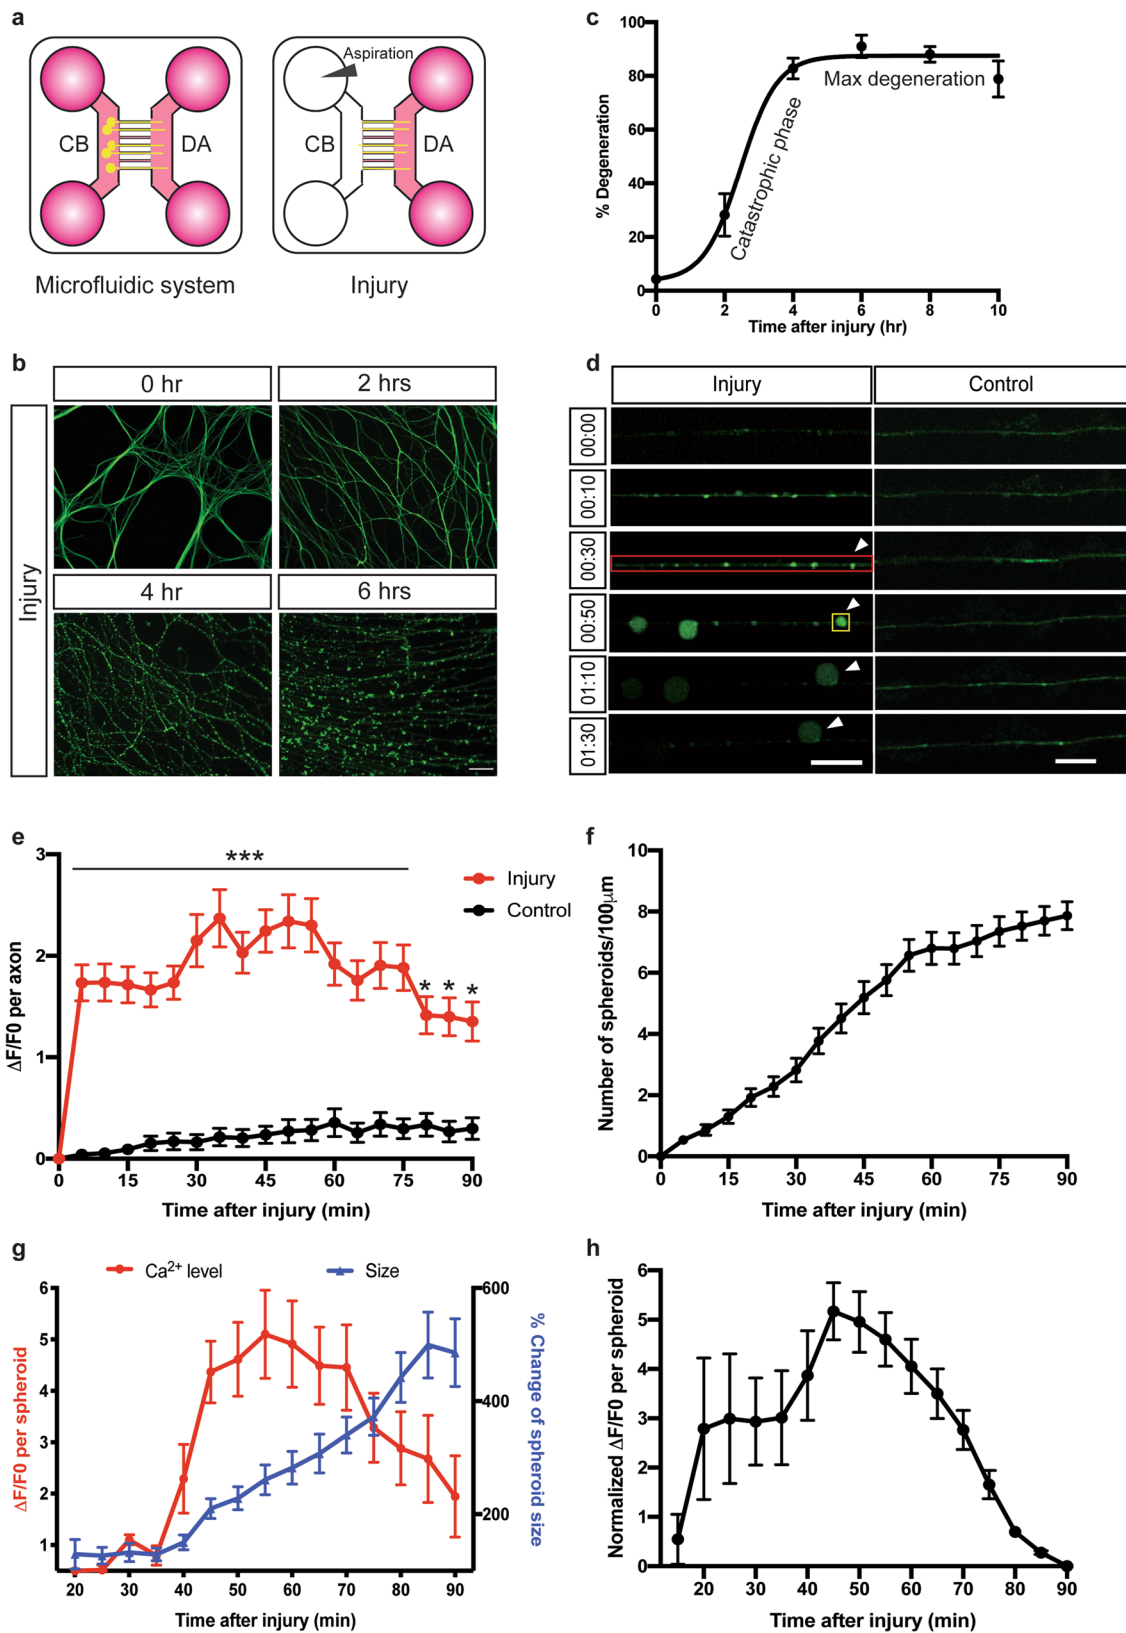 a
Aspiration
CB
DA
CB
DA
Microfluidic system
Injury
b
0 hr
2 hrs
Injury
4 hr
6 hrs
c
100
80
60
40
20
0
% Degeneration
Catastrophic phase
Max degeneration
0
2
4
6
8
10
Time after injury (hr)
d
Injury
Control
00:00
00:10
00:30
00:50
01:10
01:30
e
3
2
1
0
ΔF/F0 per axon
***
* * *
Injury
Control
0
15
30
45
60
75
90
Time after injury (min)
f
10
8
6
4
2
0
Number of spheroids/100μm
0
15
30
45
60
75
90
Time after injury (min)
g
Ca2+ level
Size
6
5
4
3
2
1
ΔF/F0 per spheroid
600
400
200
% Change of spheroid size
20
30
40
50
60
70
80
90
Time after injury (min)
h
6
5
4
3
2
1
0
Normalized ΔF/F0 per spheroid
20
30
40
50
60
70
80
90
Time after injury (min)